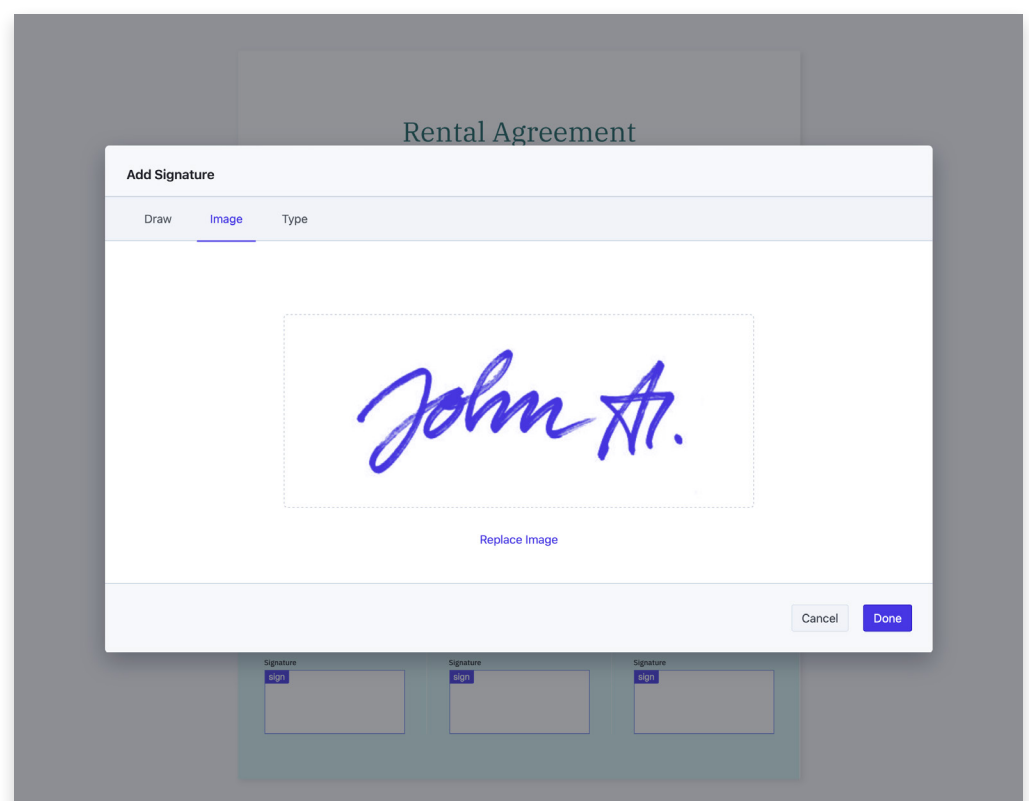 Rental Agreement
Add Signature
Draw Image Type
John
Replace Image
Cancel Done
Signature Signature Signature
sign sign sign